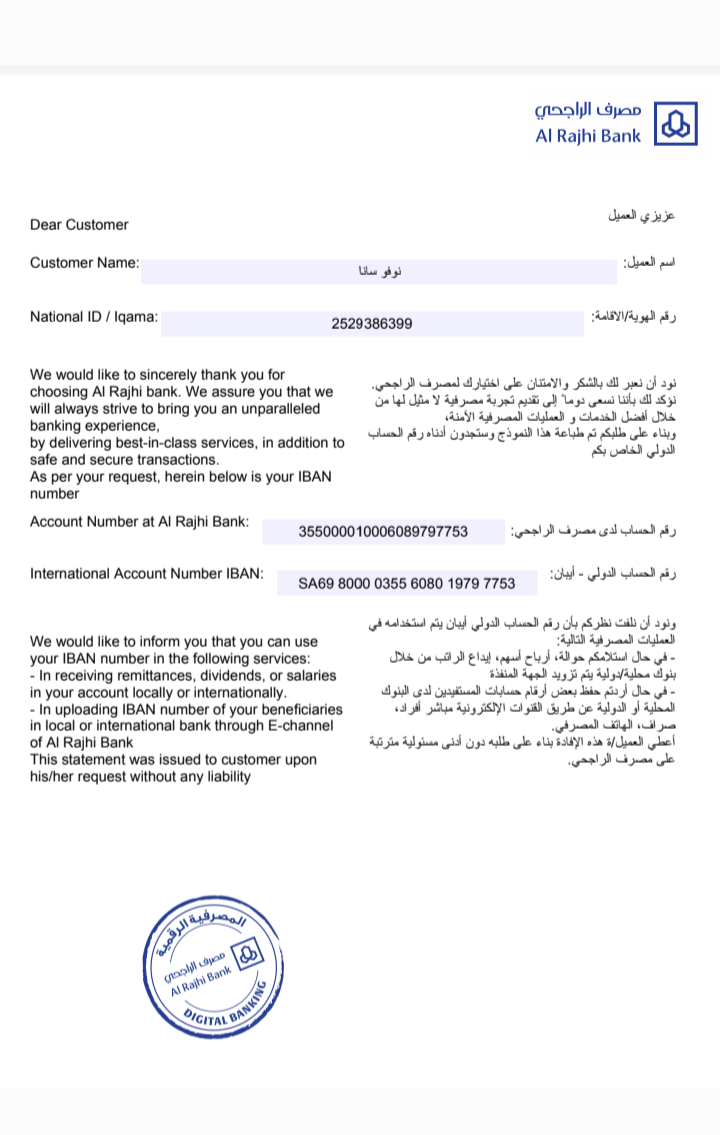 مصرف الراجحي
Al Rajhi Bank
عزيزي العميل
Dear Customer
Customer Name:
نوفو سانا
اسم العميل:
National ID / Iqama:
2529386399
رقم الهوية/الاقامة:
We would like to sincerely thank you for
choosing Al Rajhi bank. We assure you that we
will always strive to bring you an unparalleled
banking experience,
by delivering best-in-class services, in addition to
safe and secure transactions.
As per your request, herein below is your IBAN
number
نود أن نعبر لك بالشكر والامتنان على اختيارك لمصرف الراجحي.
نؤكد لك بأننا نسعى دوماً إلى تقديم تجربة مصرفية لا مثيل لها من
خلال أفضل الخدمات و العمليات المصرفية الآمنة،
وبناء على طلبكم تم طباعة هذا النموذج وستجدون أدناه رقم الحساب
الدولي الخاص بكم
Account Number at Al Rajhi Bank:
355000010006089797753
رقم الحساب لدى مصرف الراجحي:
International Account Number IBAN:
SA69 8000 0355 6080 1979 7753
رقم الحساب الدولي - أيبان:
ونود أن نلفت نظركم بأن رقم الحساب الدولي أيبان يتم استخدامه في
العمليات المصرفية التالية:
- في حال استلامكم حوالة، أرباح أسهم، إيداع الراتب من خلال
بنوك محلية/دولية يتم تزويد الجهة المنفذة
- في حال أردتم حفظ بعض أرقام حسابات المستفيدين لدى البنوك
المحلية أو الدولية عن طريق القنوات الإلكترونية مباشر أفراد،
صراف، الهاتف المصرفي.
أعطي العميل/ة هذه الإفادة بناء على طلبه دون أدنى مسئولية مترتبة
على مصرف الراجحي.
We would like to inform you that you can use
your IBAN number in the following services:
- In receiving remittances, dividends, or salaries
in your account locally or internationally.
- In uploading IBAN number of your beneficiaries
in local or international bank through E-channel
of Al Rajhi Bank
This statement was issued to customer upon
his/her request without any liability
المصرفية الرقمية
مصرف الراجحي
Al Rajhi Bank
DIGITAL BANKING